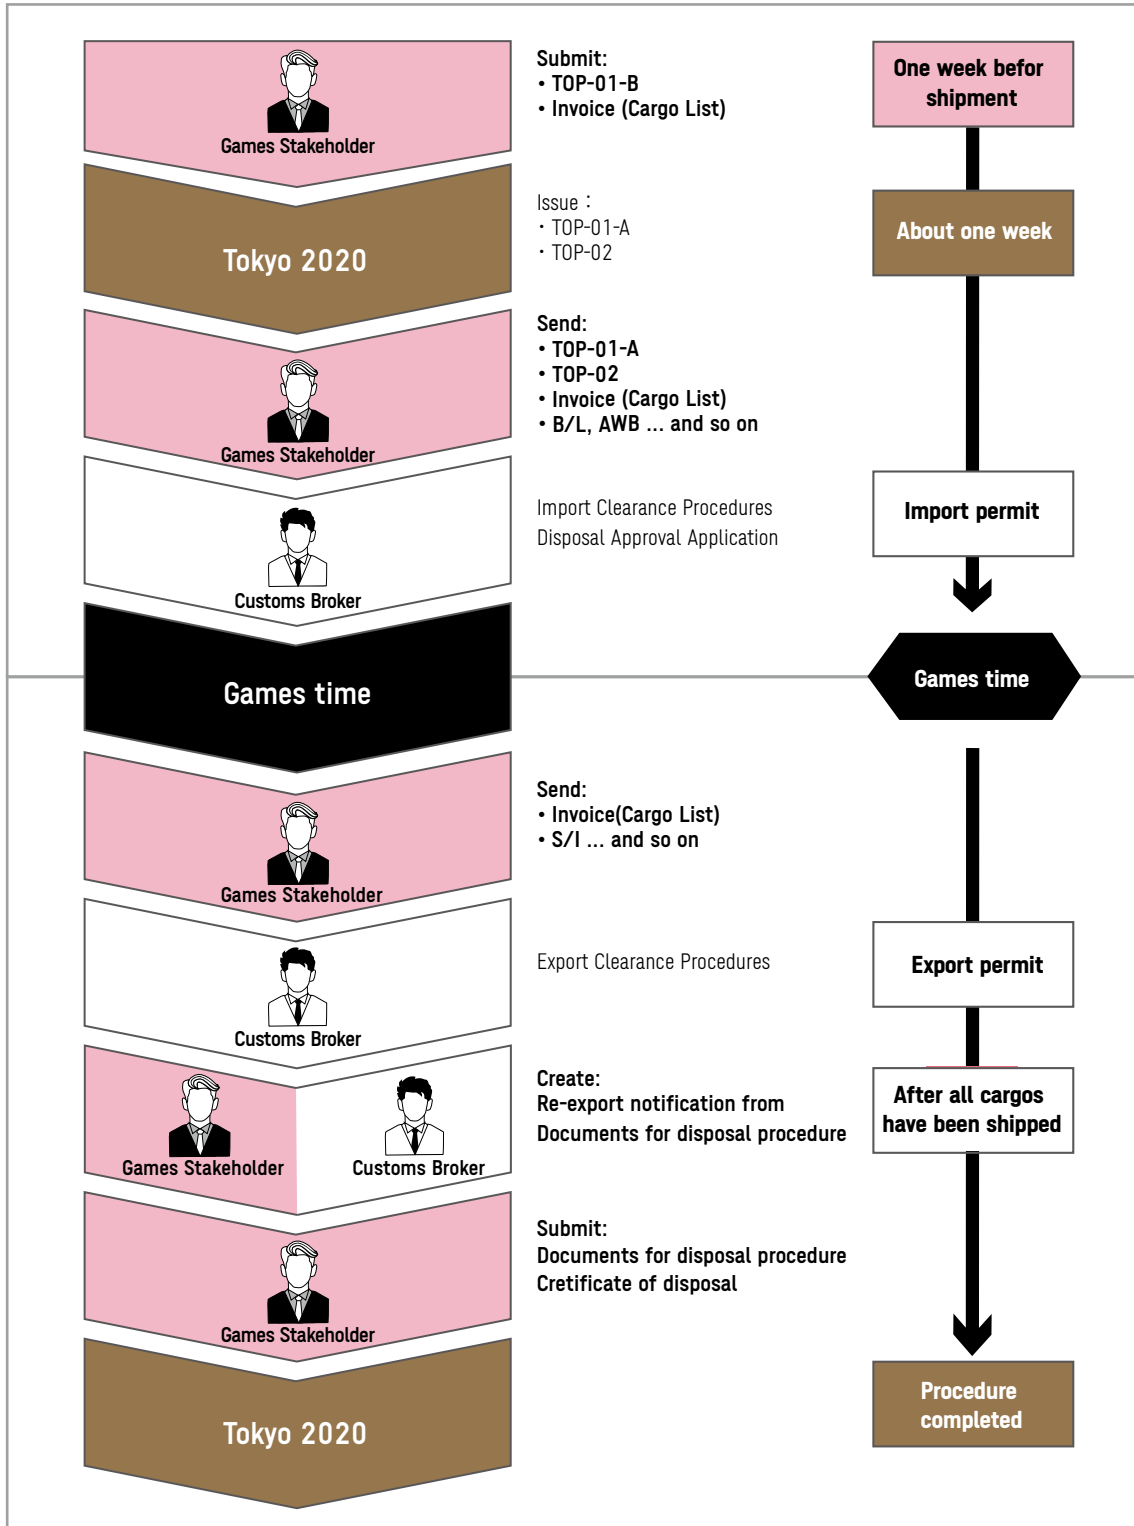 Submit:
• TOP-01-B
• Invoice (Cargo List)
One week befor
shipment
Games Stakeholder
Issue :
· TOP-01-A
· TOP-02
About one week
Tokyo 2020
Send:
• TOP-01-A
• TOP-02
• Invoice (Cargo List)
• B/L, AWB ... and so on
Games Stakeholder
Import Clearance Procedures
Disposal Approval Application
Import permit
Customs Broker
Games time
Games time
Send:
• Invoice(Cargo List)
• S/I ... and so on
Games Stakeholder
Export Clearance Procedures
Export permit
Customs Broker
Create:
Re-export notification from
Documents for disposal procedure
After all cargos
have been shipped
Games Stakeholder
Customs Broker
Submit:
Documents for disposal procedure
Cretificate of disposal
Games Stakeholder
Procedure
completed
Tokyo 2020